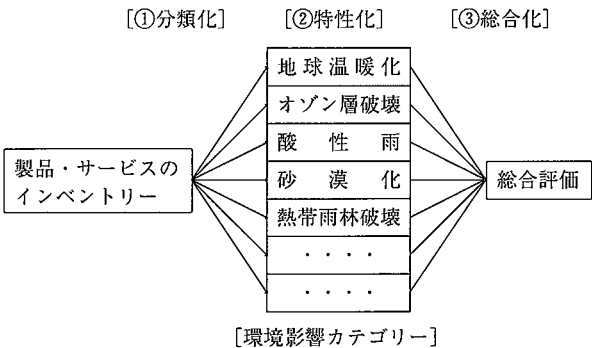 [①分類化] [②特性化] [③総合化]
地球温暖化
オゾン層破壊
酸性雨
製品・サービスの
インベントリー
砂漠化
総合評価
熱帯雨林破壊
・・・・
・・・・
[環境影響カテゴリー]